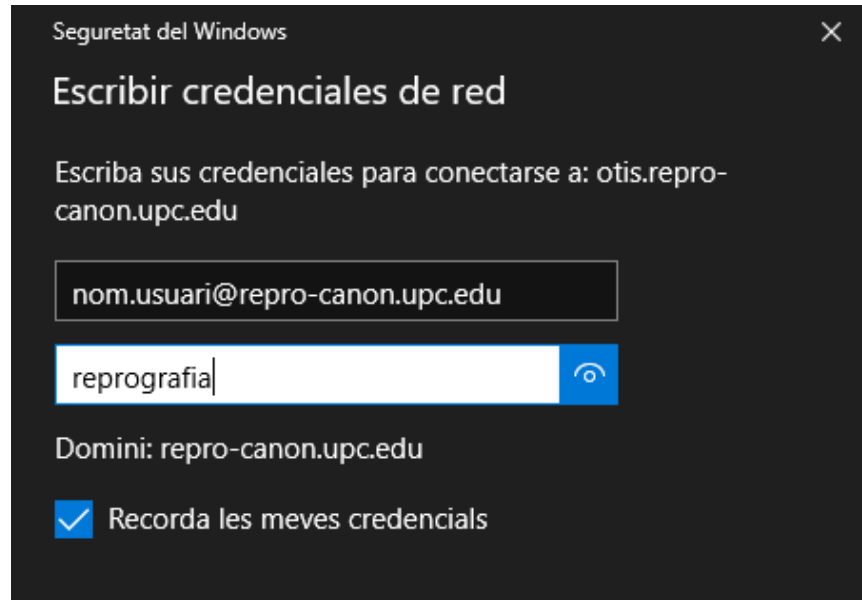 Seguretat del Windows
Escribir credenciales de red
Escriba sus credenciales para conectarse a: otis.repro-
canon.upc.edu
nom.usuari@repro-canon.upc.edu
reprografia
Domini: repro-canon.upc.edu
Recorda les meves credencials